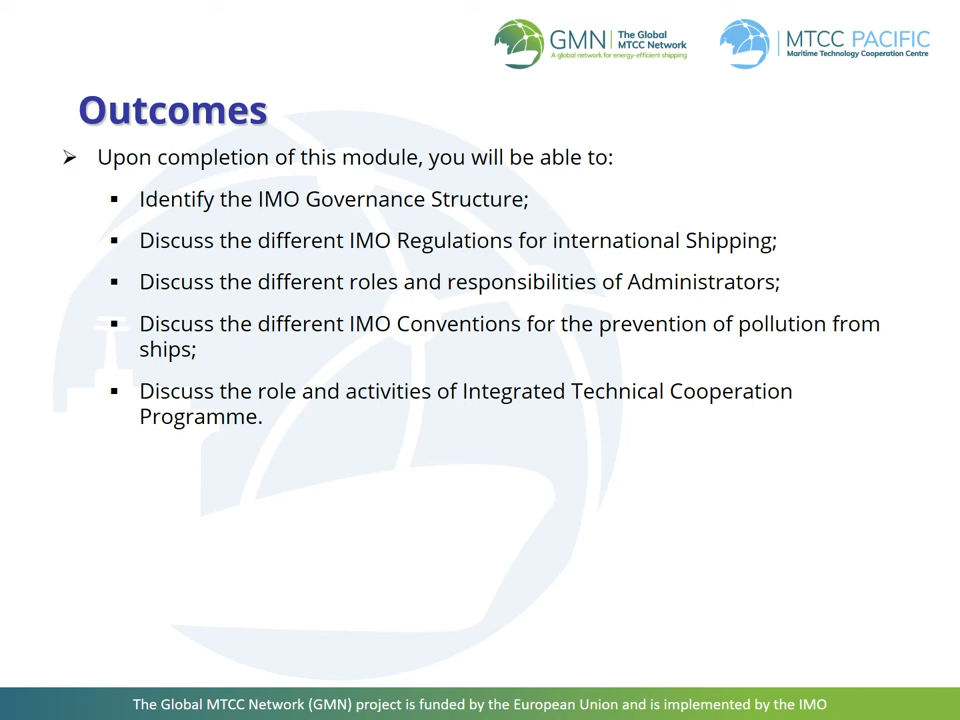 GMN
The Global
MTCC Network
A global network for energy-efficient shipping
MTCC PACIFIC
Maritime Technology Cooperation Centre
Outcomes
Upon completion of this module, you will be able to:
Identify the IMO Governance Structure;
Discuss the different IMO Regulations for international Shipping;
Discuss the different roles and responsibilities of Administrators;
Discuss the different IMO Conventions for the prevention of pollution from
ships;
Discuss the role and activities of Integrated Technical Cooperation
Programme.
The Global MTCC Network (GMN) project is funded by the European Union and is implemented by the IMO